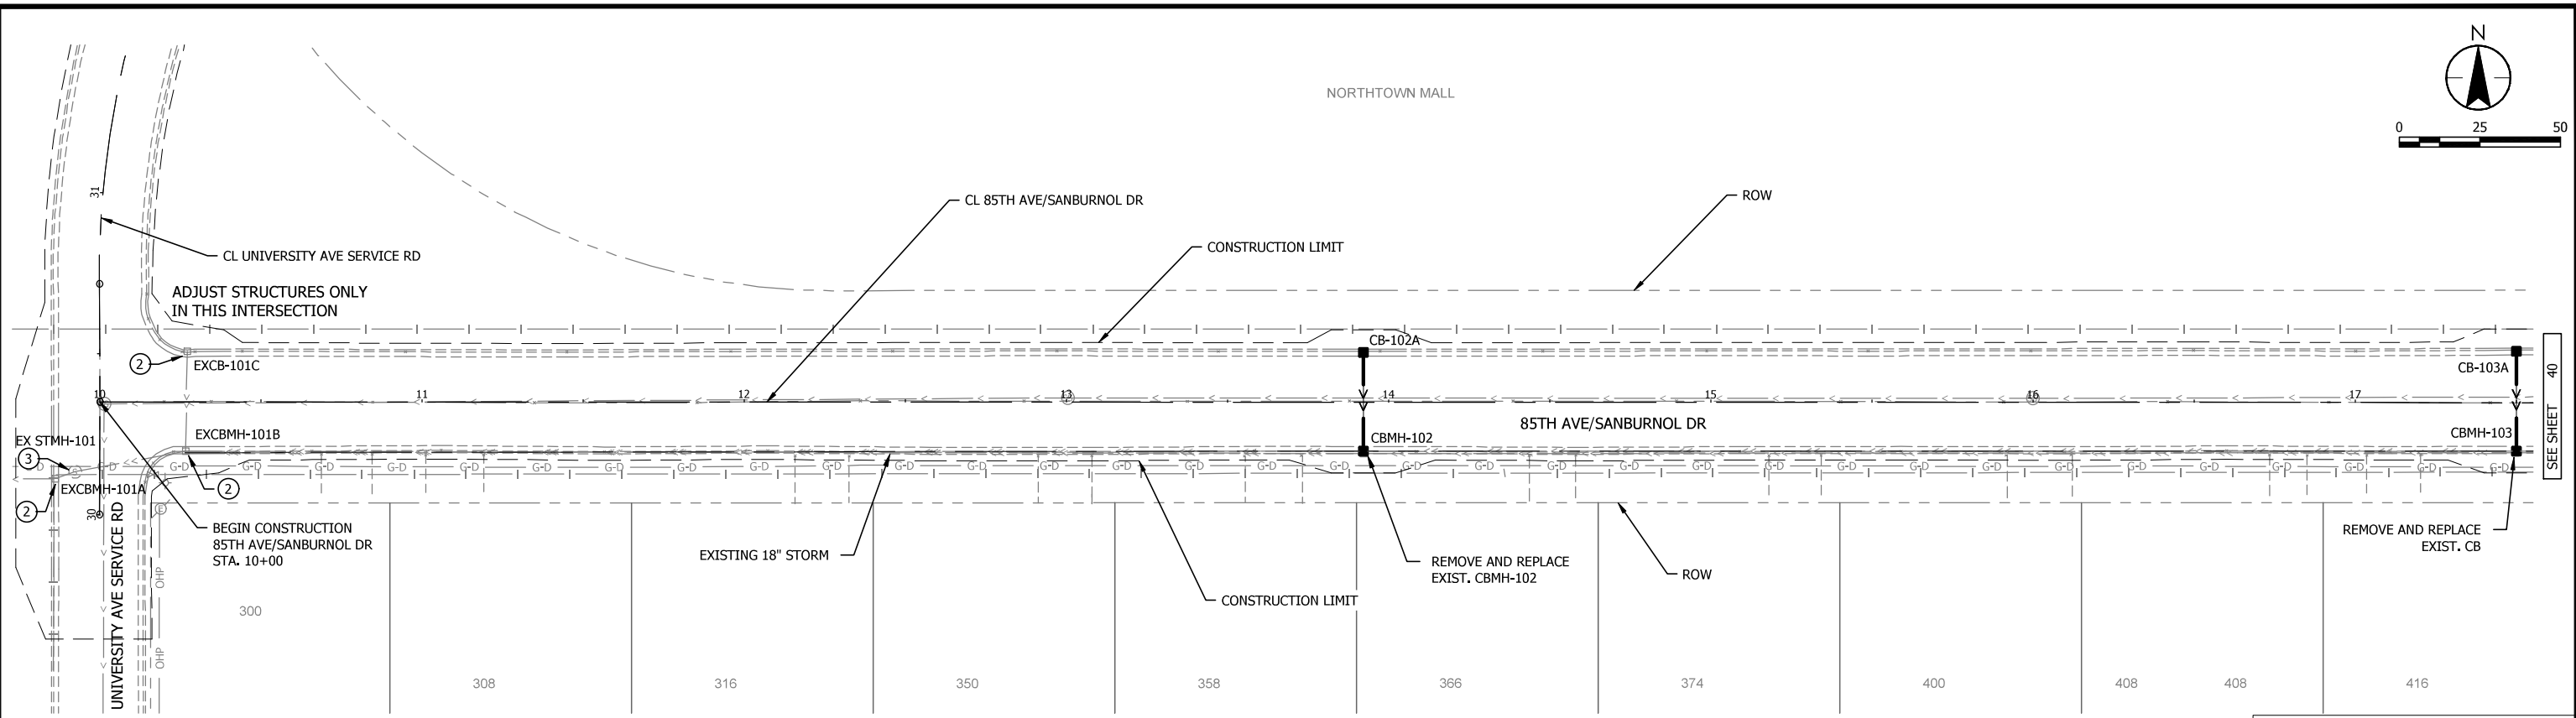 N
0 25 50
NORTHTOWN MALL
31
CL 85TH AVE/SANBURNOL DR
ROW
CONSTRUCTION LIMIT
CL UNIVERSITY AVE SERVICE RD
ADJUST STRUCTURES ONLY
IN THIS INTERSECTION
2
EXCB-101C
CB-102A
CB-103A
SEE SHEET 40
10 11 12 13 14 15 16 17
85TH AVE/SANBURNOL DR
EX STMH-101
3
EXCBMH-101B
CBMH-102
CBMH-103
G-D G-D G-D G-D G-D G-D G-D G-D G-D G-D G-D G-D G-D G-D G-D G-D G-D G-D G-D G-D G-D G-D G-D G-D G-D G-D G-D G-D G-D G-D G-D G-D G-D G-D G-D
S
EXCBMH-101A
2
2
30
E
BEGIN CONSTRUCTION
85TH AVE/SANBURNOL DR
STA. 10+00
EXISTING 18" STORM
REMOVE AND REPLACE
EXIST. CBMH-102
ROW
REMOVE AND REPLACE
EXIST. CB
CONSTRUCTION LIMIT
UNIVERSITY AVE SERVICE RD
OHP
OHP
300
308
316
350
358
366
374
400
408
408
416